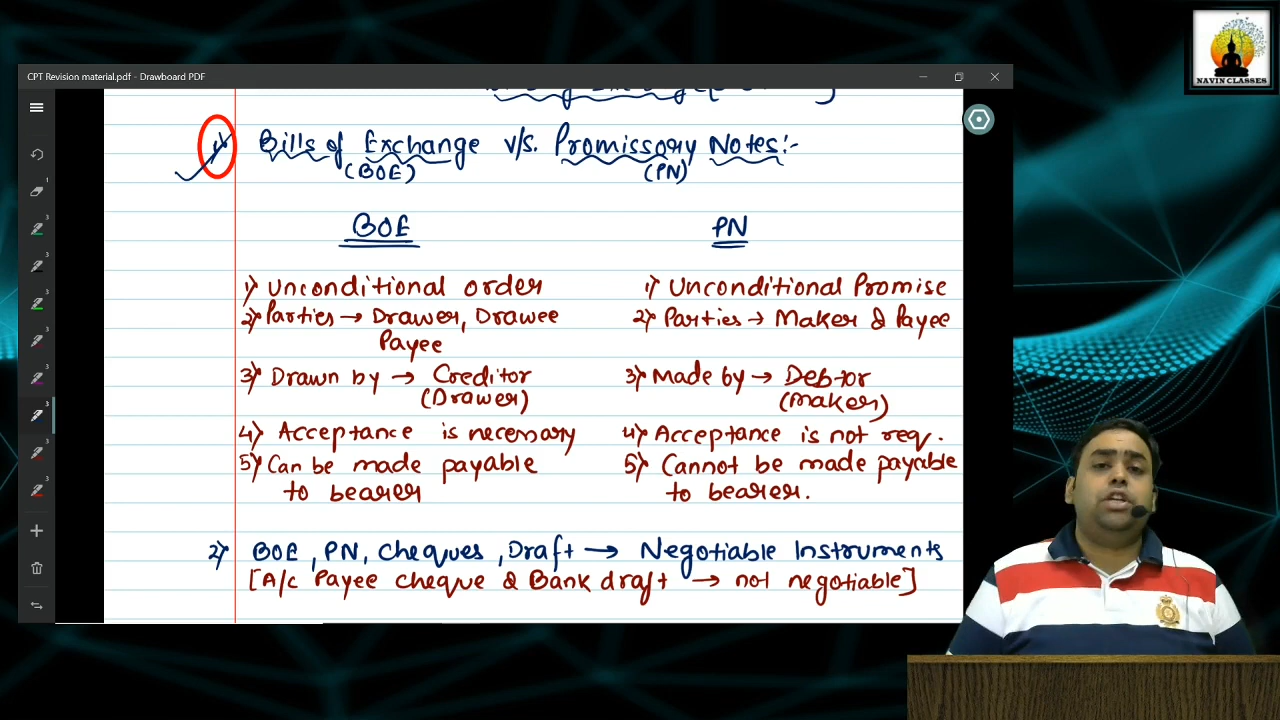 NAVIN CLASSES
CPT Revision material.pdf - Drawboard PDF
1) Bills of Exchange v/s. Promissory Notes:-
(BOE) (PN)
BOE PN
1) Unconditional order 1) Unconditional Promise
2) Parties → Drawer, Drawee 2) Parties → Maker & Payee
Payee
3) Drawn by → Creditor 3) Made by → Debtor
(Drawer) (Maker)
4) Acceptance is necessary 4) Acceptance is not req.
5) Can be made payable 5) Cannot be made payable
to bearer to bearer.
2) BOE, PN, Cheques, Draft → Negotiable Instruments
[A/c Payee cheque & Bank draft → not negotiable]